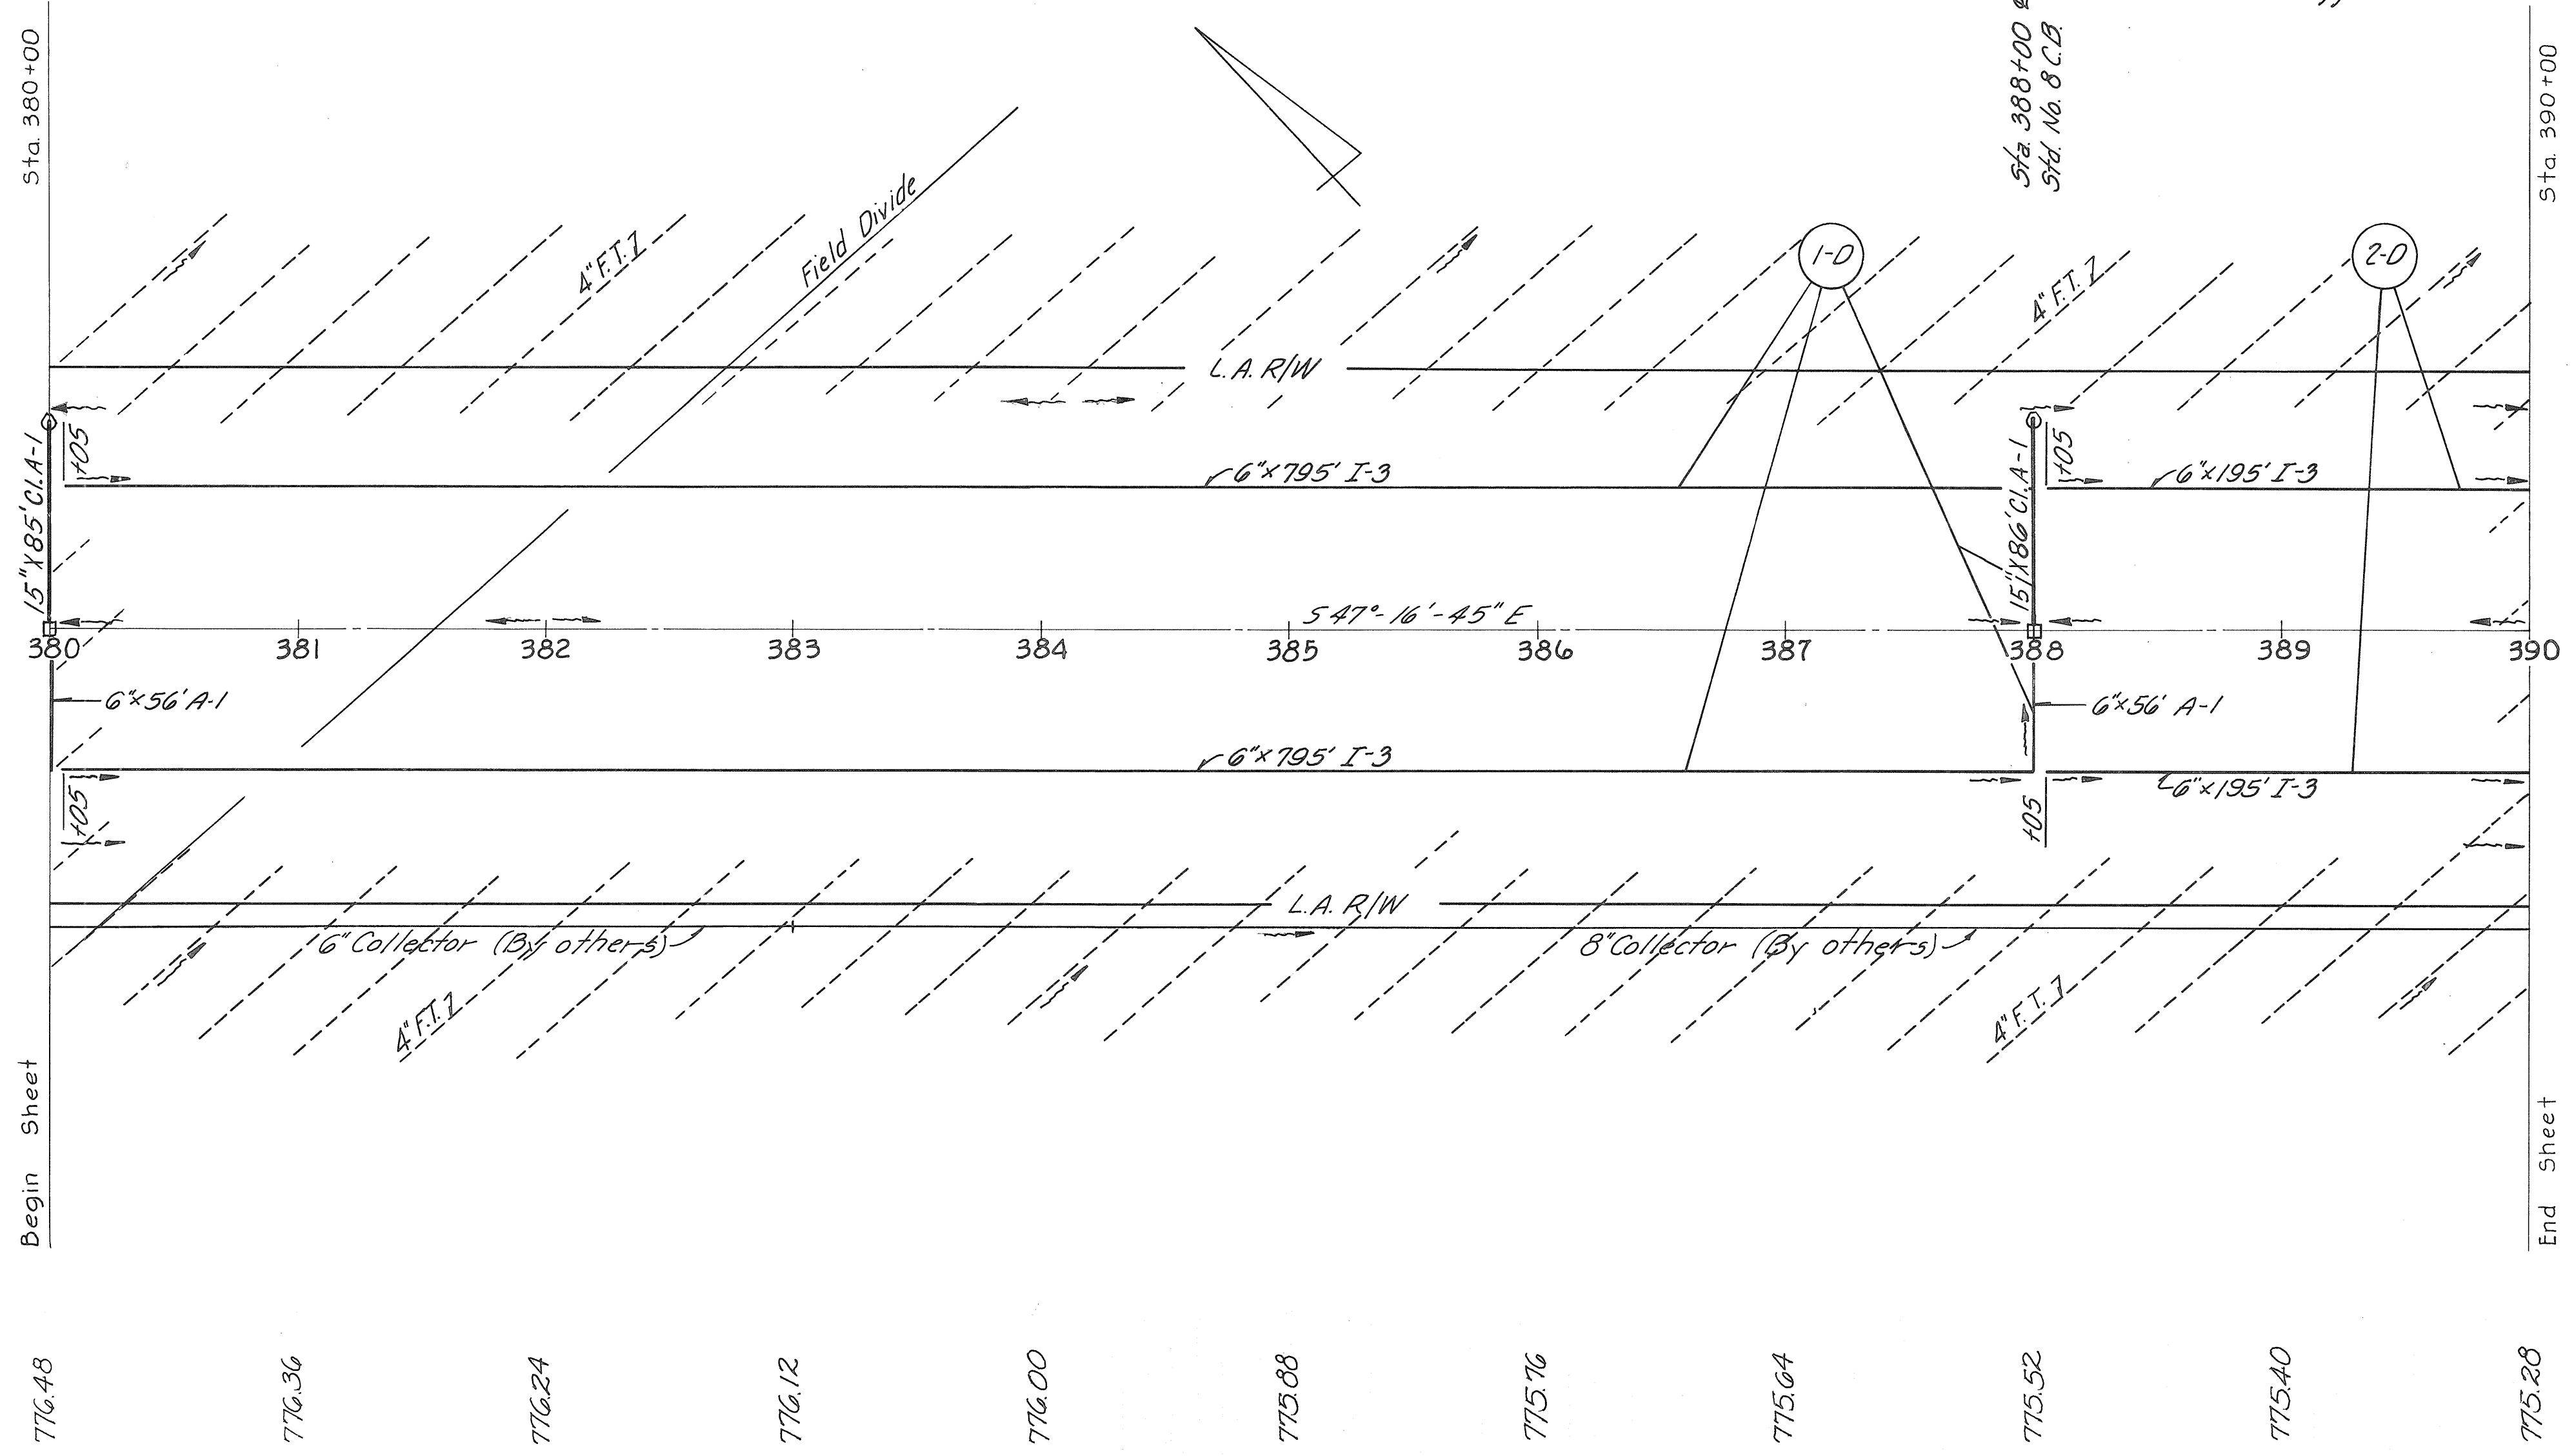 Sta. 380+00
Sta. 388+00 ⅊
Std. No. 8 C.B.
Sta. 390+00
Field Divide
4" F.T.
1-D
4" F.T.
2-D
L.A. R/W
15"X85' Cl. A-1
+05
6"x795' I-3
15"X86' Cl. A-1
+05
6"x195' I-3
S 47°-16'-45" E
380 381 382 383 384 385 386 387 388 389 390
6"x56' A-1
6"x56' A-1
6"x795' I-3
6"x195' I-3
+05
+05
L.A. R/W
6" Collector (By others)
8" Collector (By others)
4" F.T.
4" F.T.
Begin Sheet
End Sheet
776.48 776.36 776.24 776.12 776.00 775.88 775.76 775.64 775.52 775.40 775.28